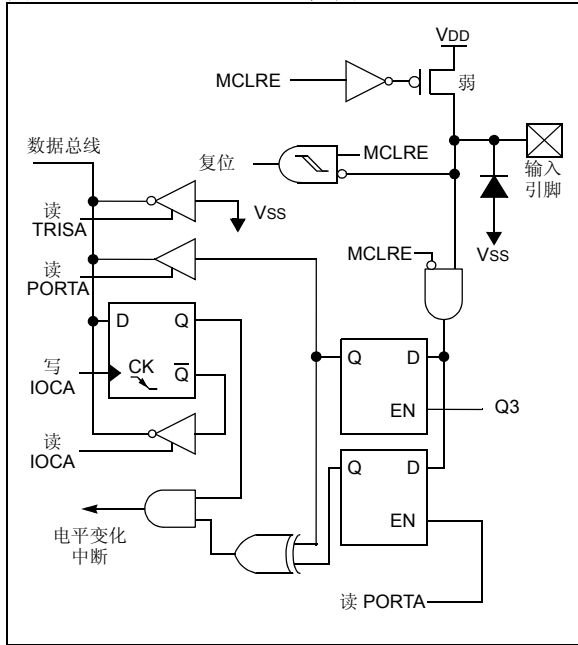 VDD
MCLRE
弱
数据总线
复位
MCLRE
输入
引脚
读
TRISA
VSS
VSS
读
PORTA
MCLRE
D
Q
Q
D
写
IOCA
CK
Q
EN
Q3
读
IOCA
Q
D
EN
电平变化
中断
读 PORTA